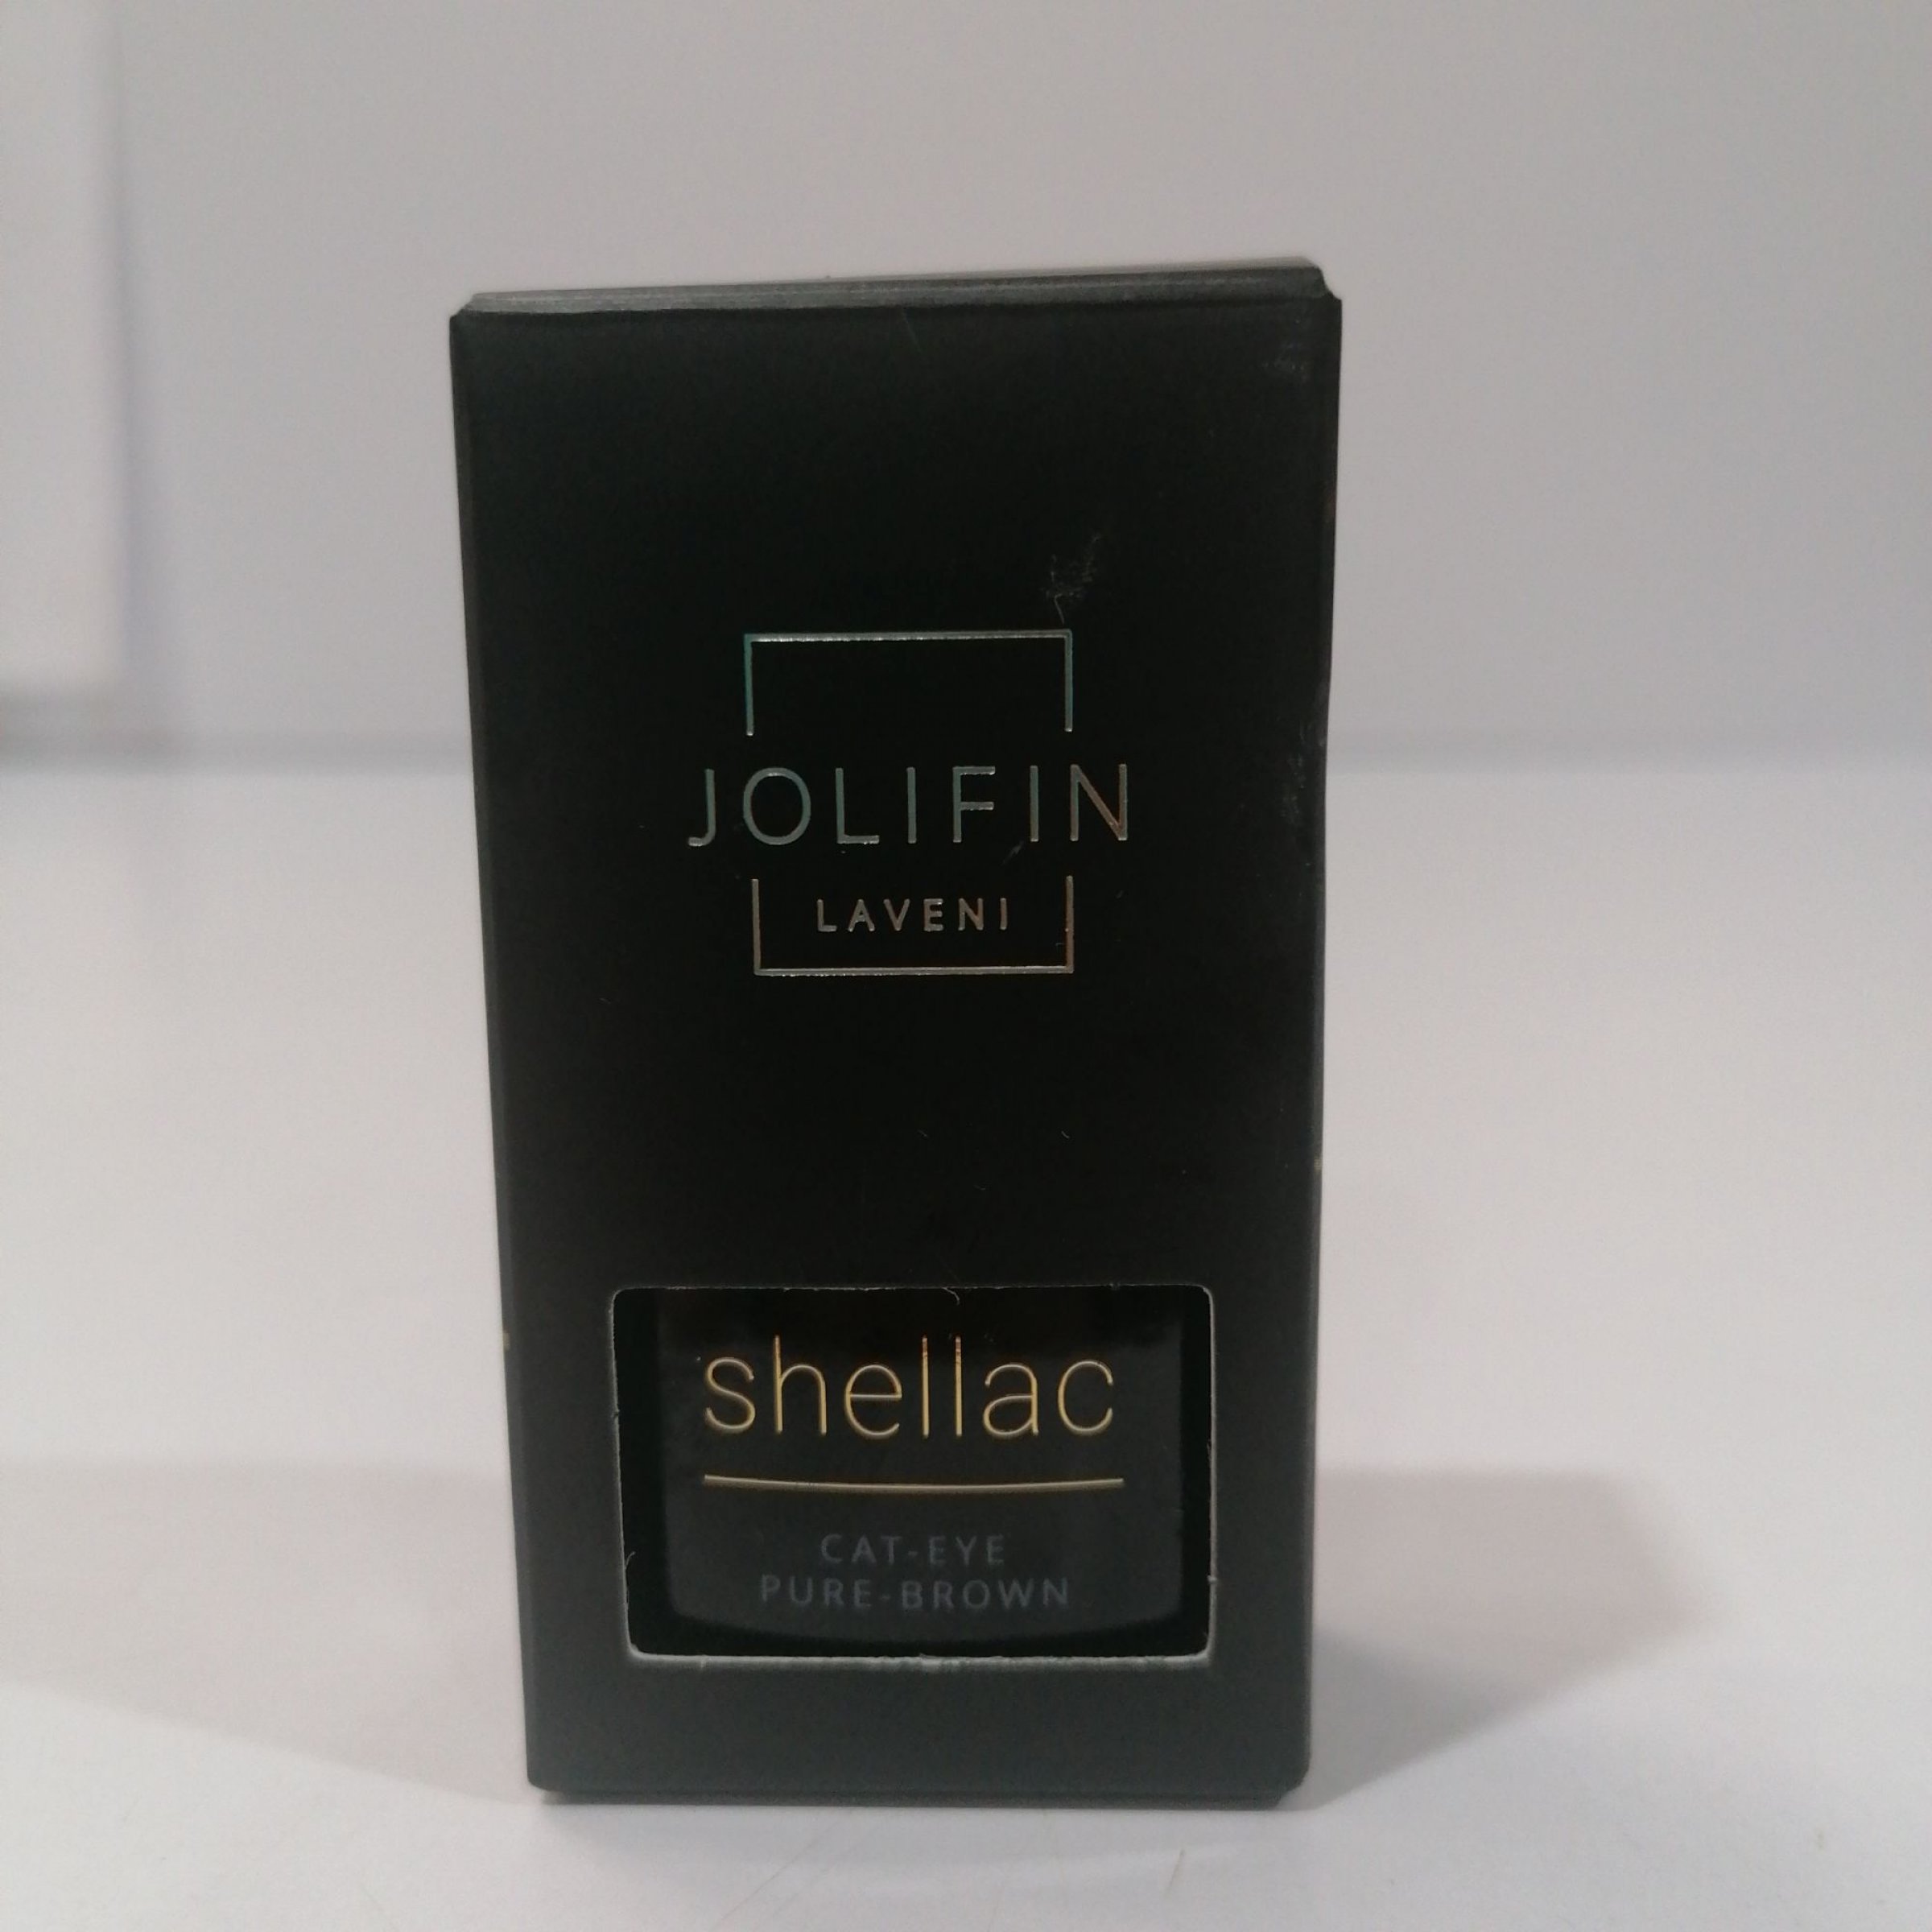 JOLIFIN
LAVENI
shellac
CAT-EYE
PURE-BROWN